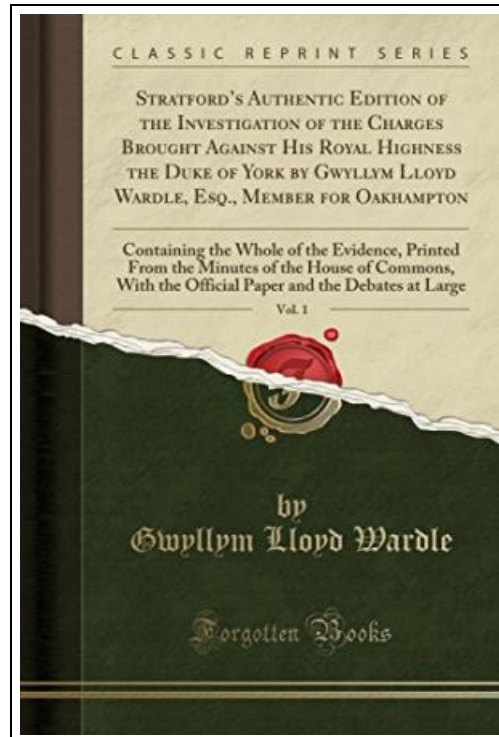 CLASSIC REPRINT SERIES
STRATFORD'S AUTHENTIC EDITION OF
THE INVESTIGATION OF THE CHARGES
BROUGHT AGAINST HIS ROYAL HIGHNESS
THE DUKE OF YORK BY GWYLLYM LLOYD
WARDLE, ESQ., MEMBER FOR OAKHAMPTON
Containing the Whole of the Evidence, Printed
From the Minutes of the House of Commons,
With the Official Paper and the Debates at Large
Vol. 1
by
Gwyllym Lloyd Wardle
Forgotten Books